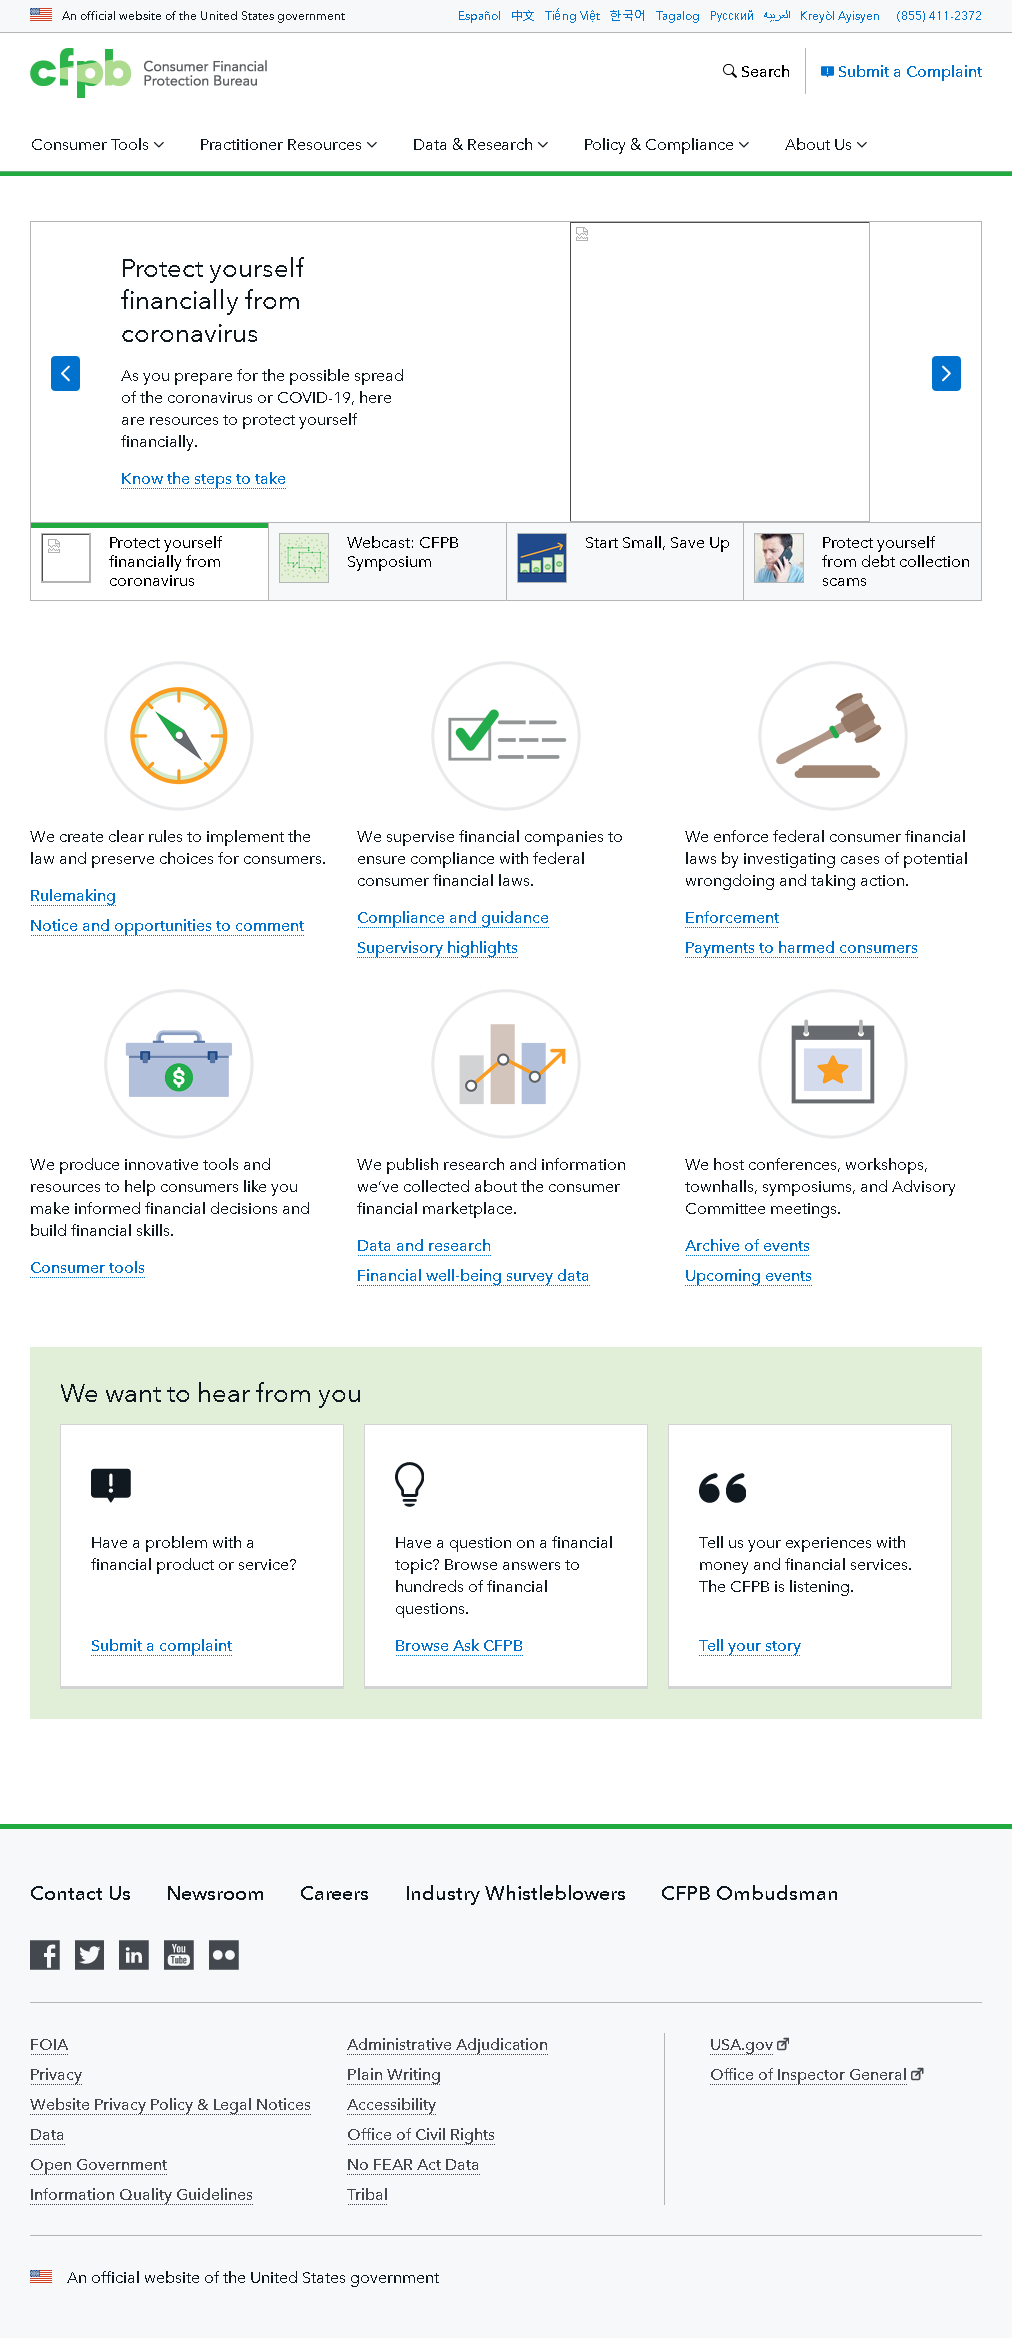 An official website of the United States government
Español 中文 Tiếng Việt 한국어 Tagalog Русский العربية Kreyòl Ayisyen (855) 411-2372
cfpb Consumer Financial
Protection Bureau
Search
Submit a Complaint
Consumer Tools Practitioner Resources Data & Research Policy & Compliance About Us
Protect yourself
financially from
coronavirus
As you prepare for the possible spread
of the coronavirus or COVID-19, here
are resources to protect yourself
financially.
Know the steps to take
Protect yourself
financially from
coronavirus
Webcast: CFPB
Symposium
Start Small, Save Up
Protect yourself
from debt collection
scams
We create clear rules to implement the
law and preserve choices for consumers.
Rulemaking
Notice and opportunities to comment
We supervise financial companies to
ensure compliance with federal
consumer financial laws.
Compliance and guidance
Supervisory highlights
We enforce federal consumer financial
laws by investigating cases of potential
wrongdoing and taking action.
Enforcement
Payments to harmed consumers
$
We produce innovative tools and
resources to help consumers like you
make informed financial decisions and
build financial skills.
Consumer tools
We publish research and information
we've collected about the consumer
financial marketplace.
Data and research
Financial well-being survey data
We host conferences, workshops,
townhalls, symposiums, and Advisory
Committee meetings.
Archive of events
Upcoming events
We want to hear from you
Have a problem with a
financial product or service?
Submit a complaint
Have a question on a financial
topic? Browse answers to
hundreds of financial
questions.
Browse Ask CFPB
Tell us your experiences with
money and financial services.
The CFPB is listening.
Tell your story
Contact Us Newsroom Careers Industry Whistleblowers CFPB Ombudsman
f in You Tube
FOIA
Privacy
Website Privacy Policy & Legal Notices
Data
Open Government
Information Quality Guidelines
Administrative Adjudication
Plain Writing
Accessibility
Office of Civil Rights
No FEAR Act Data
Tribal
USA.gov
Office of Inspector General
An official website of the United States government